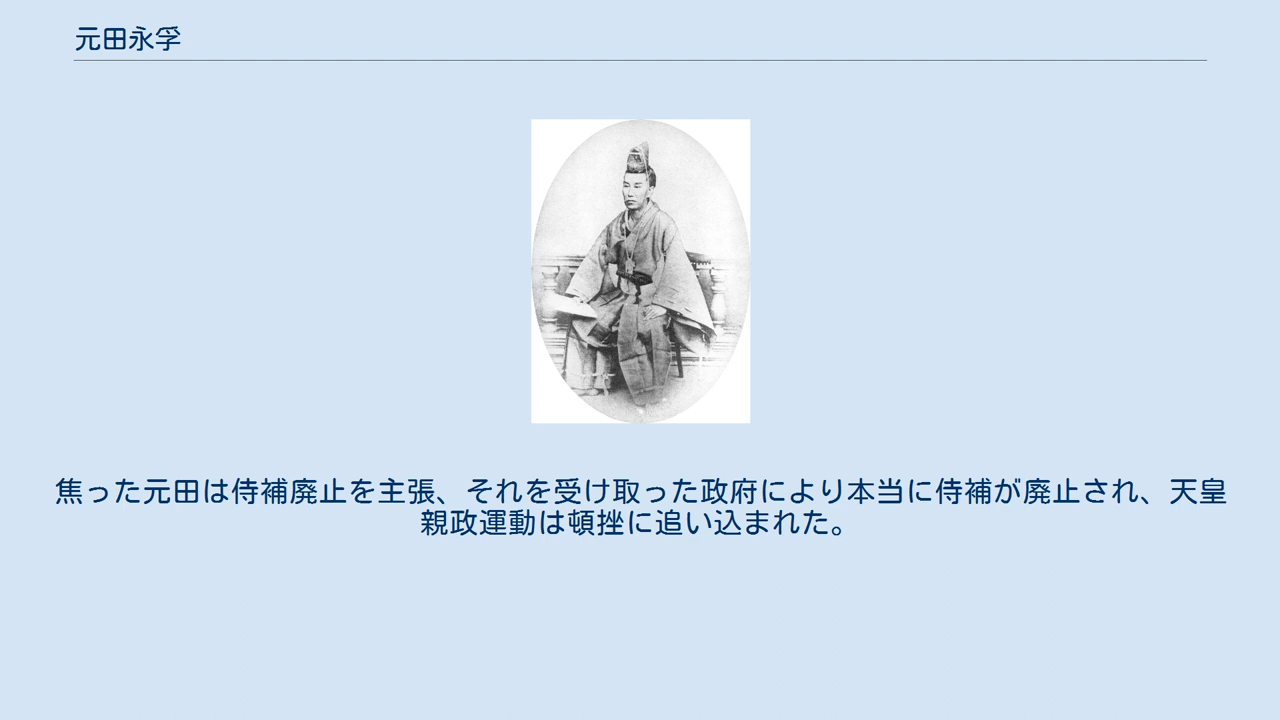 元田永孚
焦った元田は侍補廃止を主張、それを受け取った政府により本当に侍補が廃止され、天皇
親政運動は頓挫に追い込まれた。